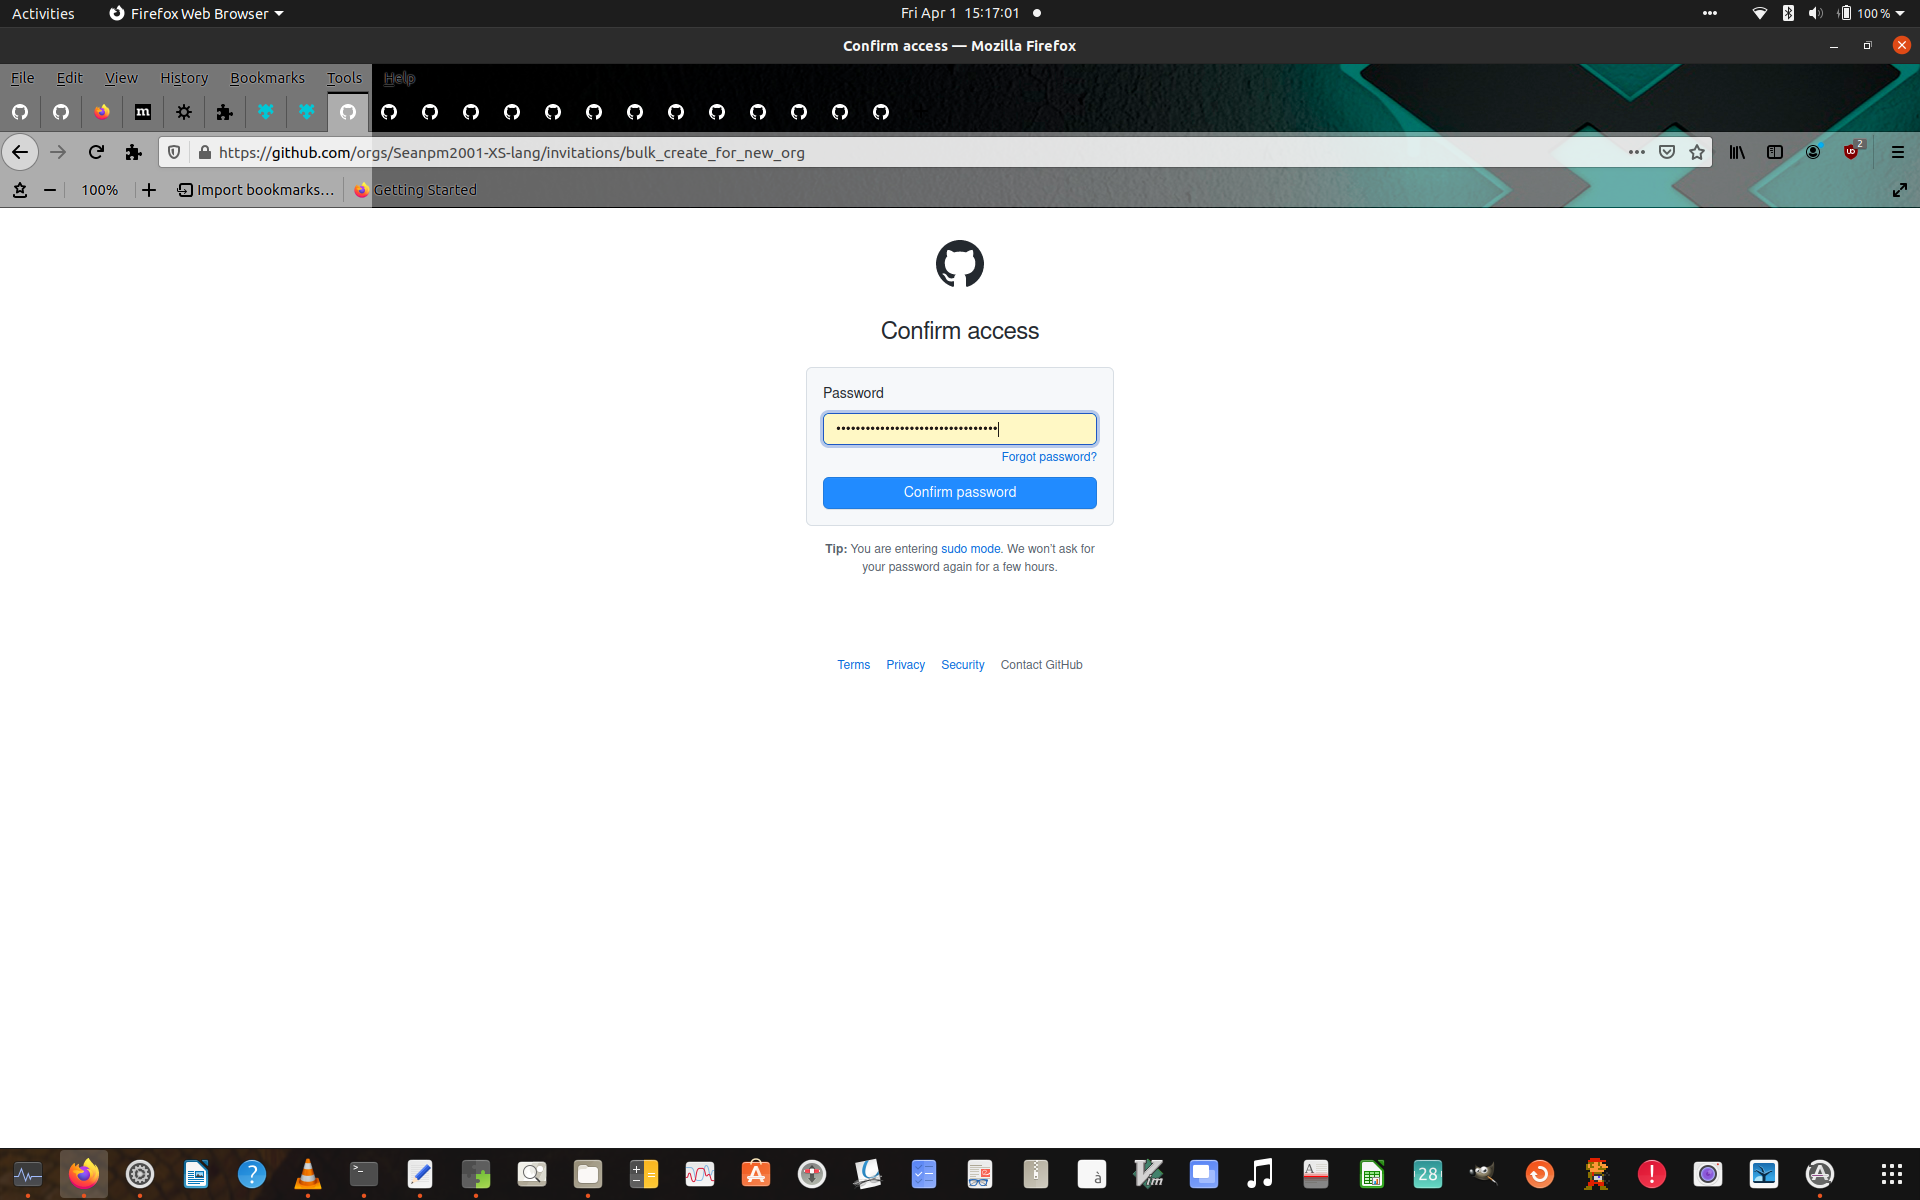 Activities Firefox Web Browser Fri Apr 1 15:17:01 100 %
Confirm access — Mozilla Firefox
File Edit View History Bookmarks Tools Help
m
https://github.com/orgs/Seanpm2001-XS-lang/invitations/bulk_create_for_new_org 2
100% Import bookmarks... Getting Started
Confirm access
Password
Forgot password?
Confirm password
Tip: You are entering sudo mode. We won't ask for
your password again for a few hours.
Terms Privacy Security Contact GitHub
? >_ à Vim A 28 !